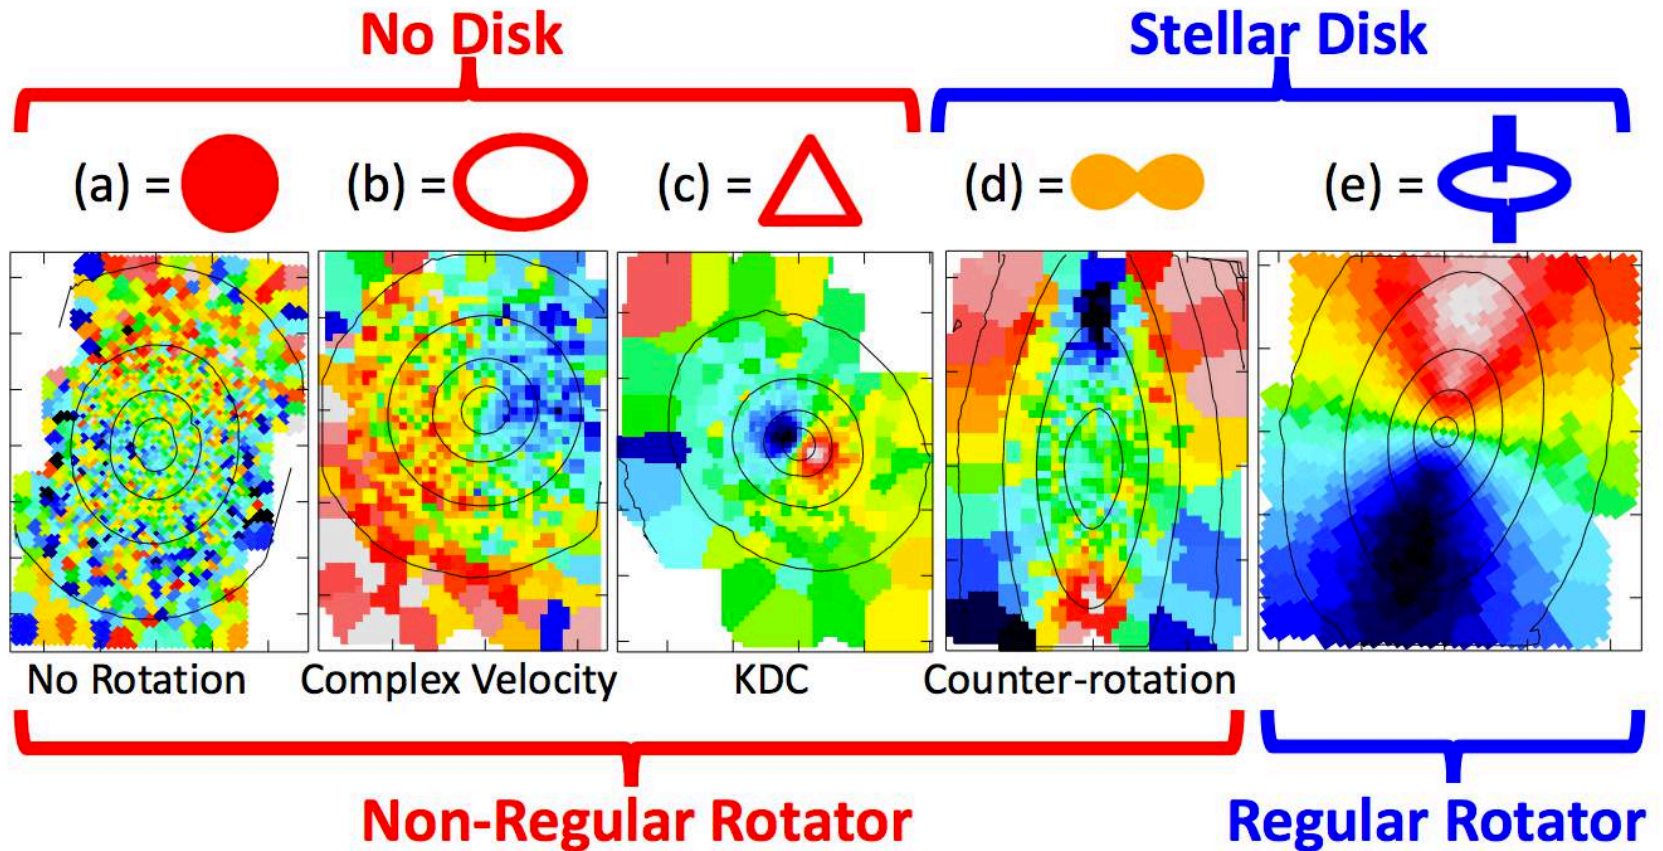 No Disk Stellar Disk
(a) = (b) = (c) = (d) = (e) =
No Rotation Complex Velocity KDC Counter-rotation
Non-Regular Rotator Regular Rotator